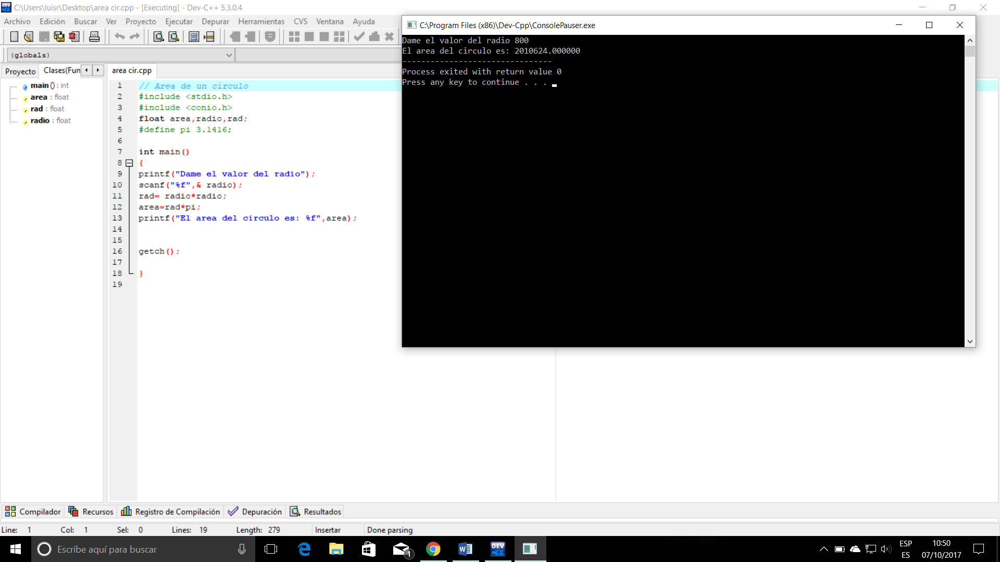 C:\Users\luisr\Desktop\area cir.cpp - [Executing] - Dev-C++ 5.3.0.4
Archivo Edición Buscar Ver Proyecto Ejecutar Depurar Herramientas CVS Ventana Ayuda
(globals)
Proyecto Clases(Fun area cir.cpp
main () : int
area : float
rad : float
radio : float
1 // Area de un circulo
2 #include <stdio.h>
3 #include <conio.h>
4 float area,radio,rad;
5 #define pi 3.1416;
6
7 int main()
8 {
9 printf("Dame el valor del radio");
10 scanf("%f",& radio);
11 rad= radio*radio;
12 area=rad*pi;
13 printf("El area del circulo es: %f",area);
14
15
16 getch();
17
18 }
19
C:\Program Files (x86)\Dev-Cpp\ConsolePauser.exe
Dame el valor del radio 800
El area del circulo es: 2010624.000000
--------------------------------
Process exited with return value 0
Press any key to continue . . .
Compilador Recursos Registro de Compilación Depuración Resultados
Line: 1 Col: 1 Sel: 0 Lines: 19 Length: 279 Insertar Done parsing
Escribe aquí para buscar
1
DEV C++
ESP
ES
10:50
07/10/2017